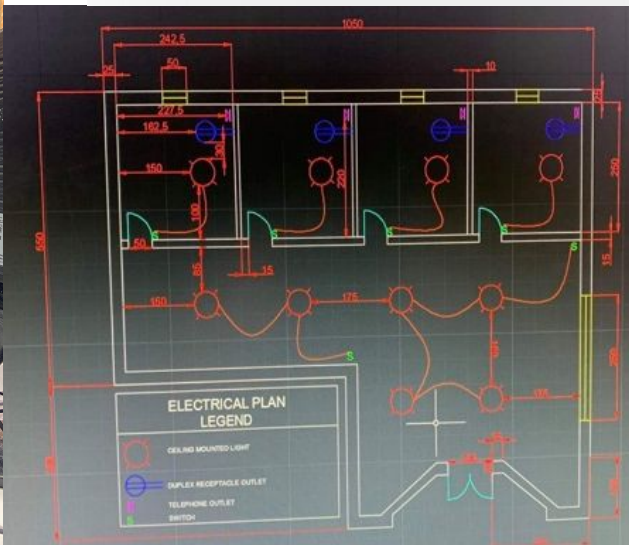 1050
242,5
50
10
25
25
227,5
162,5
30
150
100
220
250
550
S
S
S
S
S
50
15
15
85
150
175
250
S
ELECTRICAL PLAN
LEGEND
CEILING MOUNTED LIGHT
DUPLEX RECEPTACLE OUTLET
TELEPHONE OUTLET
S
SWITCH